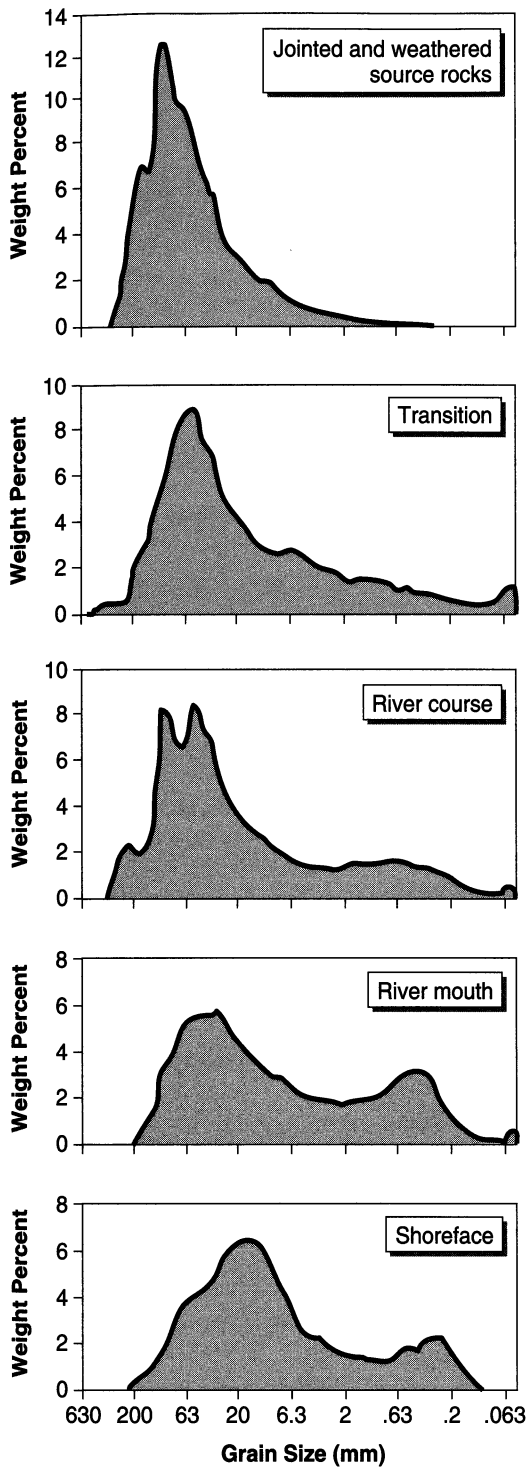 Jointed and weathered
source rocks
Weight Percent
14
12
10
8
6
4
2
0
Transition
Weight Percent
10
8
6
4
2
0
River course
Weight Percent
10
8
6
4
2
0
River mouth
Weight Percent
8
6
4
2
0
Shoreface
Weight Percent
8
6
4
2
0
630 200 63 20 6.3 2 .63 .2 .063
Grain Size (mm)